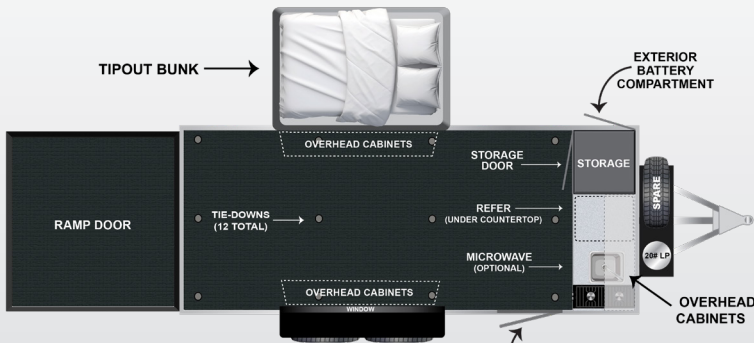 TIPOUT BUNK
EXTERIOR
BATTERY
COMPARTMENT
OVERHEAD CABINETS
STORAGE
DOOR
STORAGE
RAMP DOOR
TIE-DOWNS
(12 TOTAL)
REFER
(UNDER COUNTERTOP)
SPARE
MICROWAVE
(OPTIONAL)
20# LP
OVERHEAD CABINETS
WINDOW
OVERHEAD
CABINETS